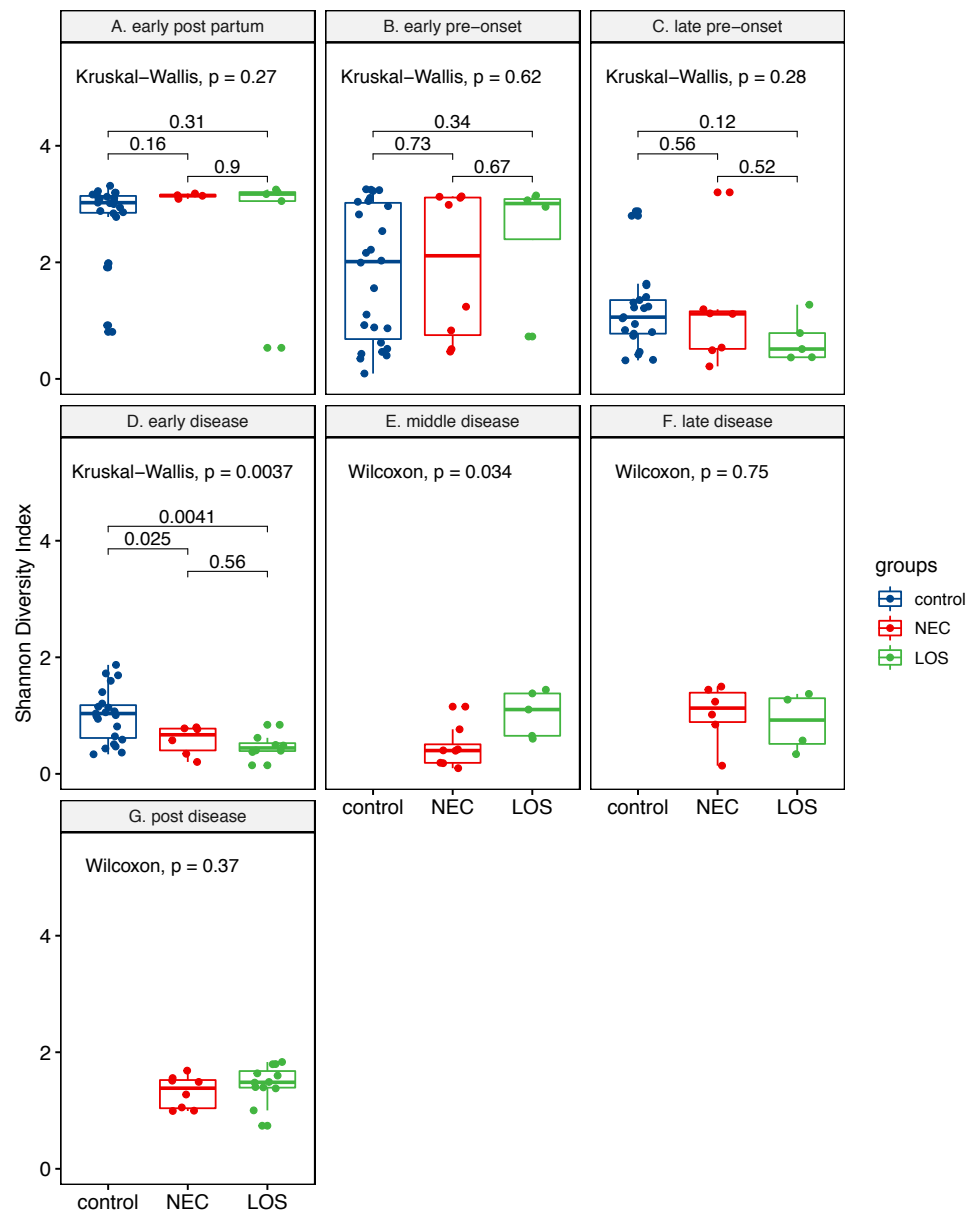 A. early post partum
B. early pre−onset
C. late pre−onset
Kruskal−Wallis, p = 0.27
Kruskal−Wallis, p = 0.62
Kruskal−Wallis, p = 0.28
0.31
0.16
0.9
0.34
0.73
0.67
0.12
0.56
0.52
4
2
0
D. early disease
E. middle disease
F. late disease
Kruskal−Wallis, p = 0.0037
Wilcoxon, p = 0.034
Wilcoxon, p = 0.75
0.0041
0.025
0.56
4
2
0
Shannon Diversity Index
groups
control
NEC
LOS
control NEC LOS
control NEC LOS
G. post disease
Wilcoxon, p = 0.37
4
2
0
control NEC LOS